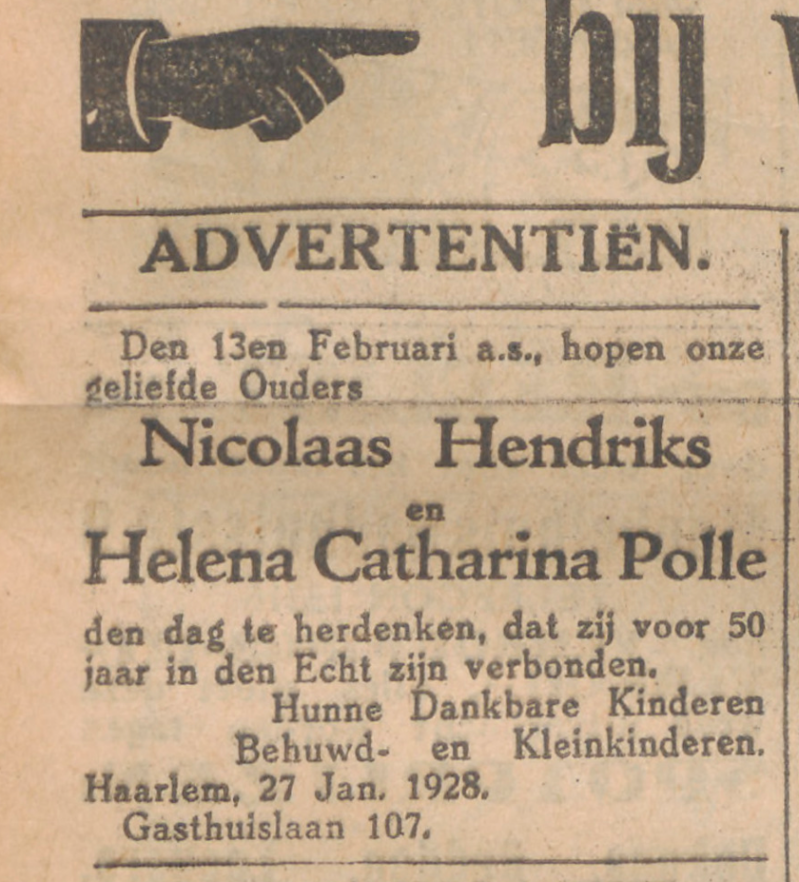 bij
ADVERTENTIËN.
Den 13en Februari a.s., hopen onze
geliefde Ouders
Nicolaas Hendriks
en
Helena Catharina Polle
den dag te herdenken, dat zij voor 50
jaar in den Echt zijn verbonden.
Hunne Dankbare Kinderen
Behuwd- en Kleinkinderen.
Haarlem, 27 Jan. 1928.
Gasthuislaan 107.